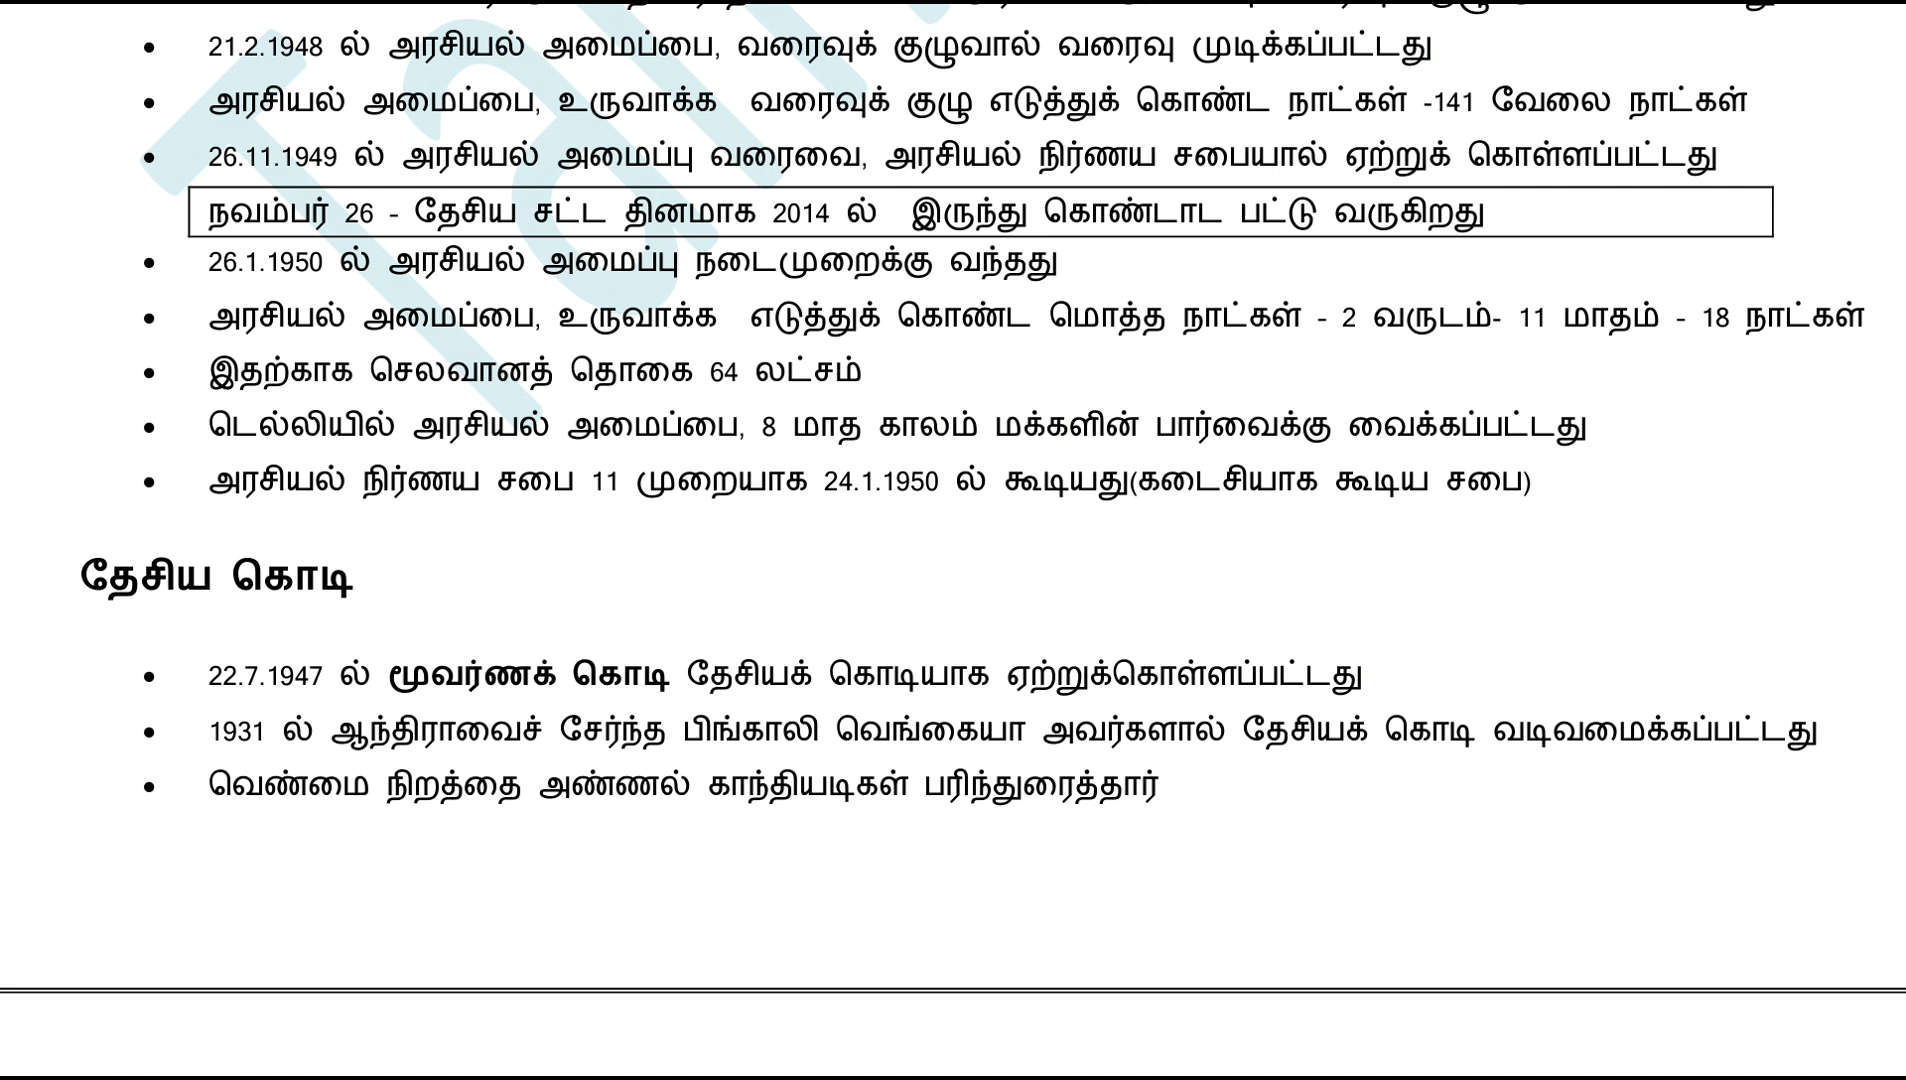 • 21.2.1948 ல் அரசியல் அமைப்பை, வரைவுக் குழுவால் வரைவு முடிக்கப்பட்டது
• அரசியல் அமைப்பை, உருவாக்க வரைவுக் குழு எடுத்துக் கொண்ட நாட்கள் -141 வேலை நாட்கள்
• 26.11.1949 ல் அரசியல் அமைப்பு வரைவை, அரசியல் நிர்ணய சபையால் ஏற்றுக் கொள்ளப்பட்டது
நவம்பர் 26 - தேசிய சட்ட தினமாக 2014 ல் இருந்து கொண்டாட பட்டு வருகிறது
• 26.1.1950 ல் அரசியல் அமைப்பு நடைமுறைக்கு வந்தது
• அரசியல் அமைப்பை, உருவாக்க எடுத்துக் கொண்ட மொத்த நாட்கள் - 2 வருடம்- 11 மாதம் - 18 நாட்கள்
• இதற்காக செலவானத் தொகை 64 லட்சம்
• டெல்லியில் அரசியல் அமைப்பை, 8 மாத காலம் மக்களின் பார்வைக்கு வைக்கப்பட்டது
• அரசியல் நிர்ணய சபை 11 முறையாக 24.1.1950 ல் கூடியது(கடைசியாக கூடிய சபை)
தேசிய கொடி
• 22.7.1947 ல் மூவர்ணக் கொடி தேசியக் கொடியாக ஏற்றுக்கொள்ளப்பட்டது
• 1931 ல் ஆந்திராவைச் சேர்ந்த பிங்காலி வெங்கையா அவர்களால் தேசியக் கொடி வடிவமைக்கப்பட்டது
• வெண்மை நிறத்தை அண்ணல் காந்தியடிகள் பரிந்துரைத்தார்